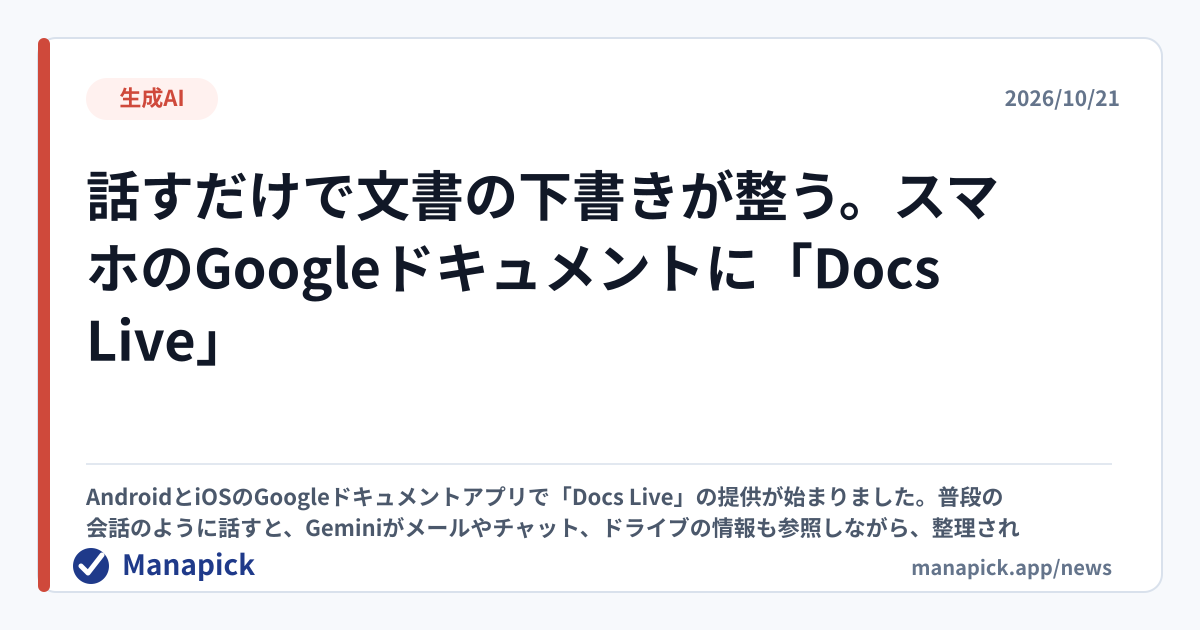 生成AI
2026/10/21
話すだけで文書の下書きが整う。スマ
ホのGoogleドキュメントに「Docs
Live」
AndroidとiOSのGoogleドキュメントアプリで「Docs Live」の提供が始まりました。普段の
会話のように話すと、Geminiがメールやチャット、ドライブの情報も参照しながら、整理され
Manapick
manapick.app/news